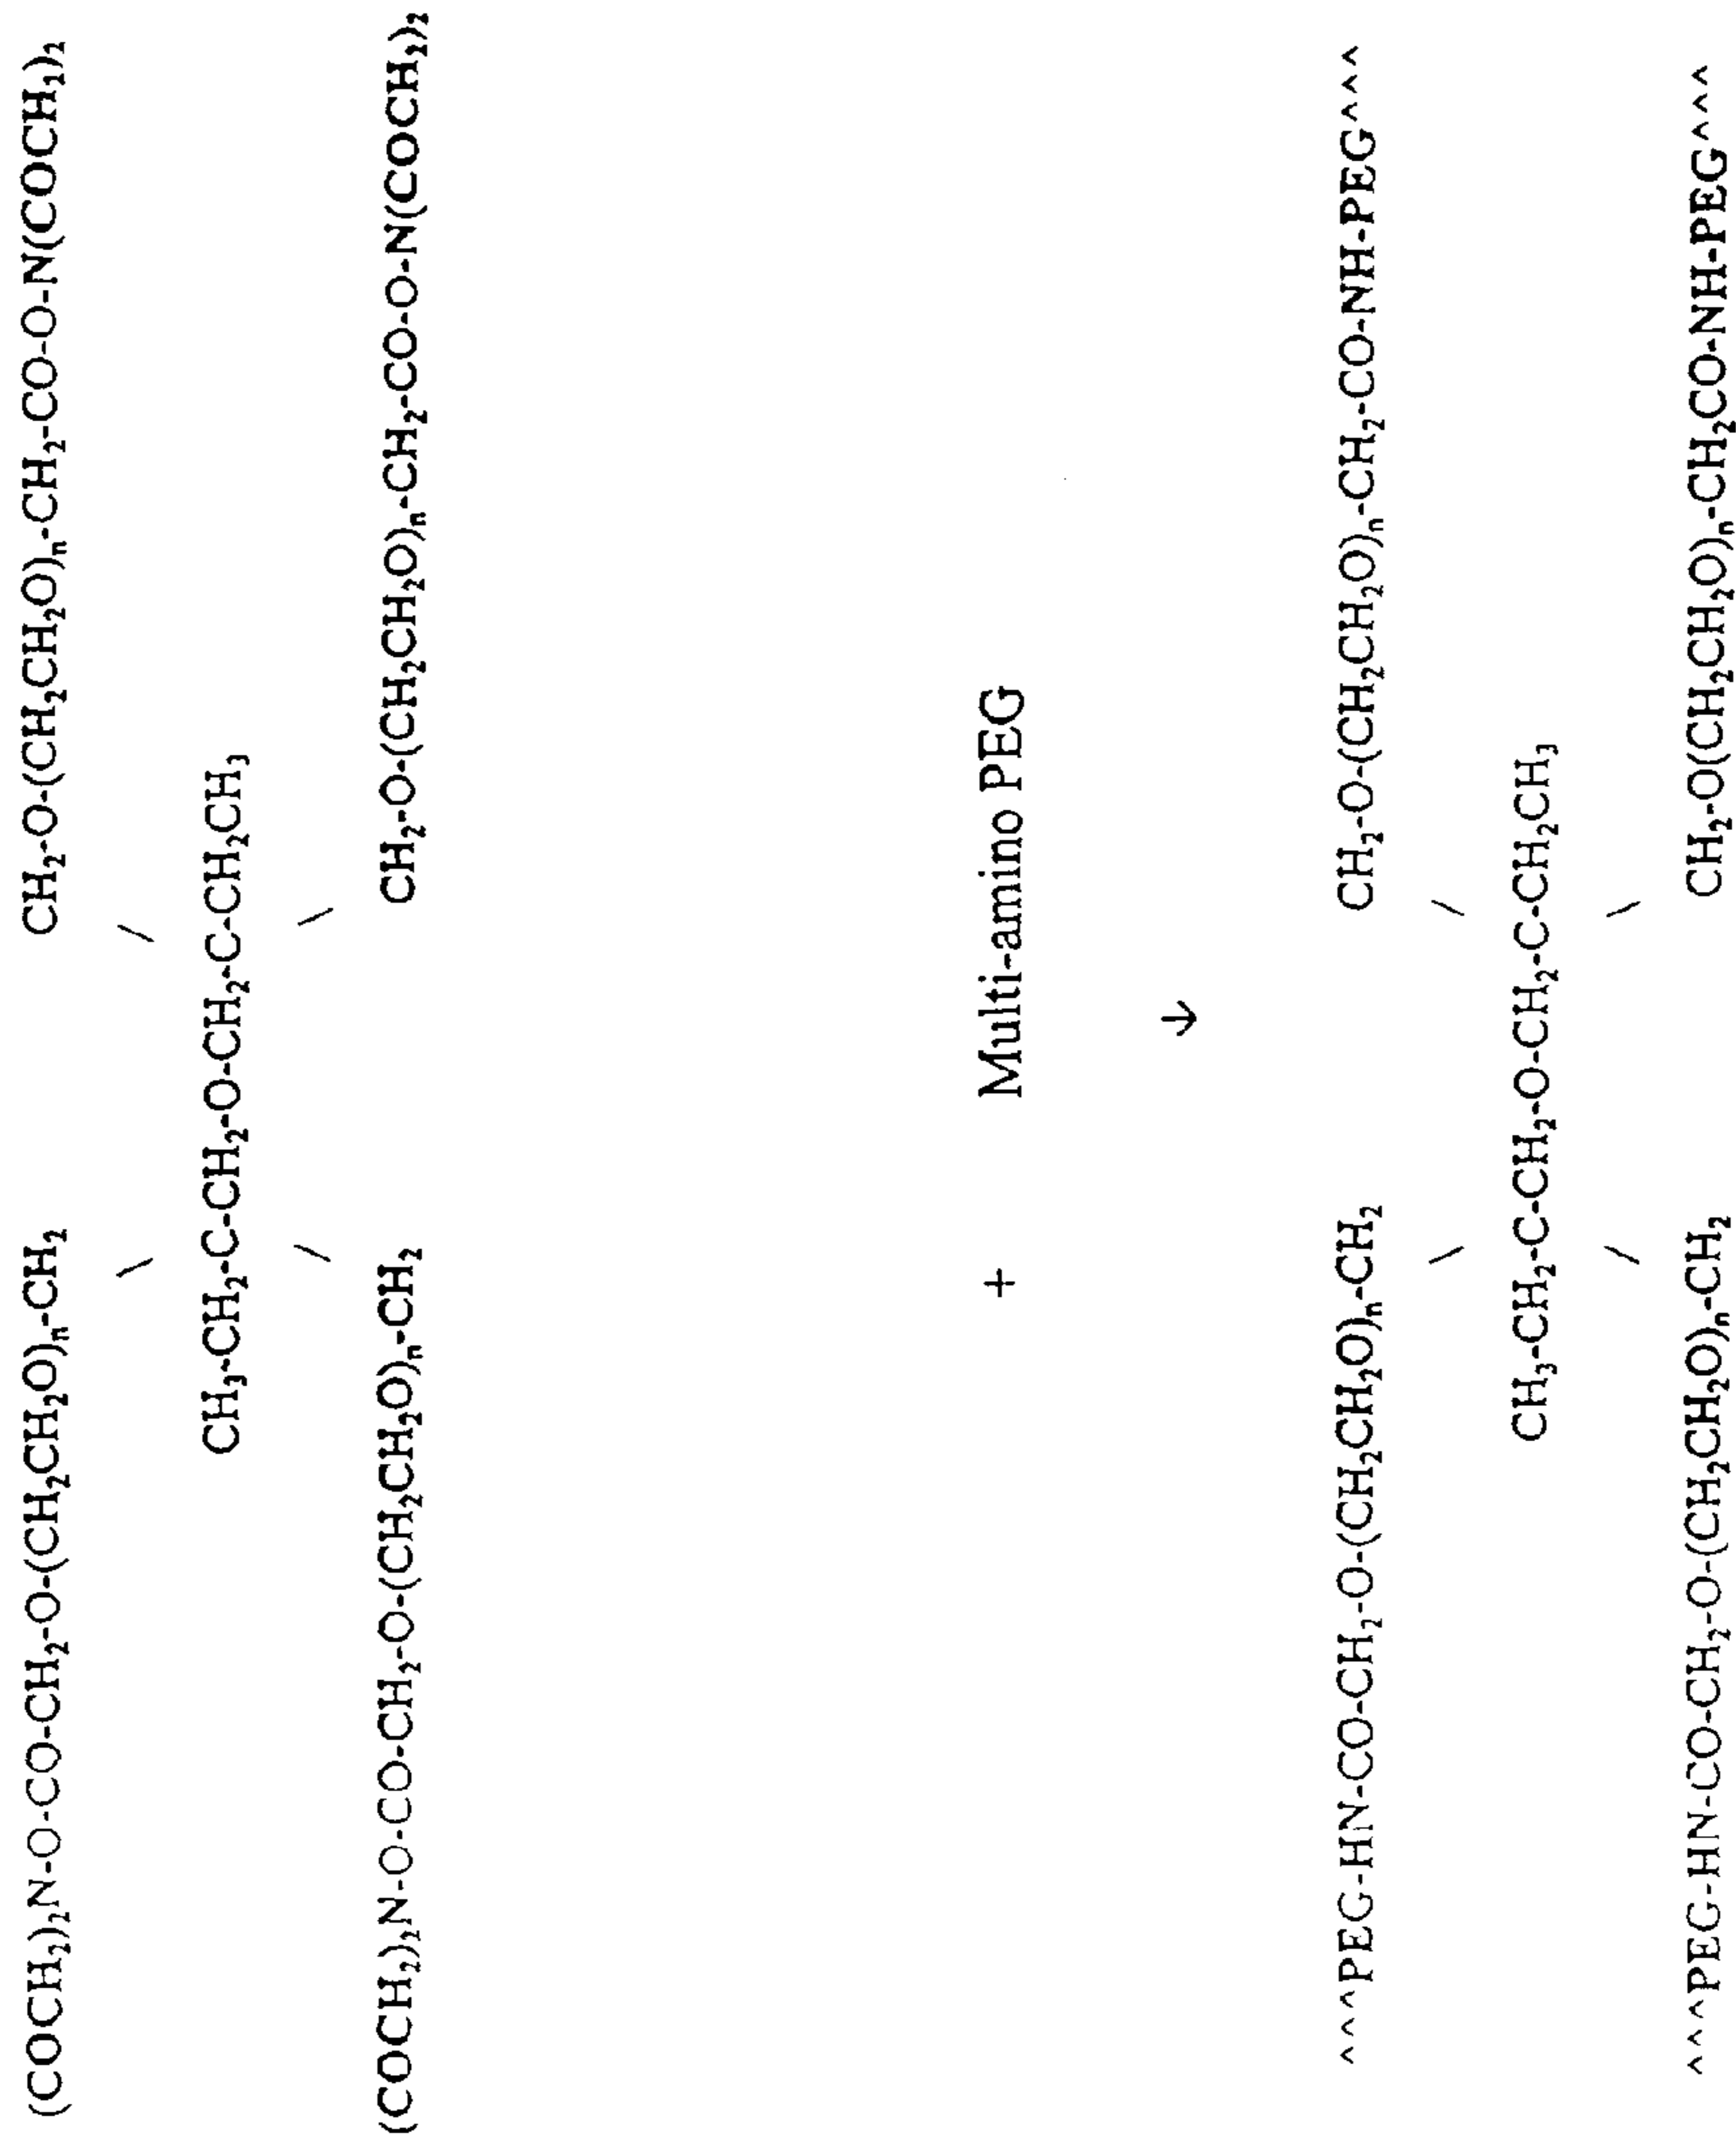 (COCH₂)₂N-O-CO-CH₂-O-(CH₂CH₂O)ₙ-CH₂ CH₂-O-(CH₂CH₂O)ₙ-CH₂-CO-O-N(COCH₂)₂
\ /
CH₃-CH₂-C-CH₂-O-CH₂-C-CH₂CH₃
/ \
(COCH₂)₂N-O-CO-CH₂-O-(CH₂CH₂O)ₙ-CH₂ CH₂-O-(CH₂CH₂O)ₙ-CH₂-CO-O-N(COCH₂)₂
+ Multi-amino PEG
↓
^^^PEG-HN-CO-CH₂-O-(CH₂CH₂O)ₙ-CH₂ CH₂-O-(CH₂CH₂O)ₙ-CH₂-CO-NH-PEG^^^
\ /
CH₃-CH₂-C-CH₂-O-CH₂-C-CH₂CH₃
/ \
^^^PEG-HN-CO-CH₂-O-(CH₂CH₂O)ₙ-CH₂ CH₂-O(CH₂CH₂O)ₙ-CH₂CO-NH-PEG^^^